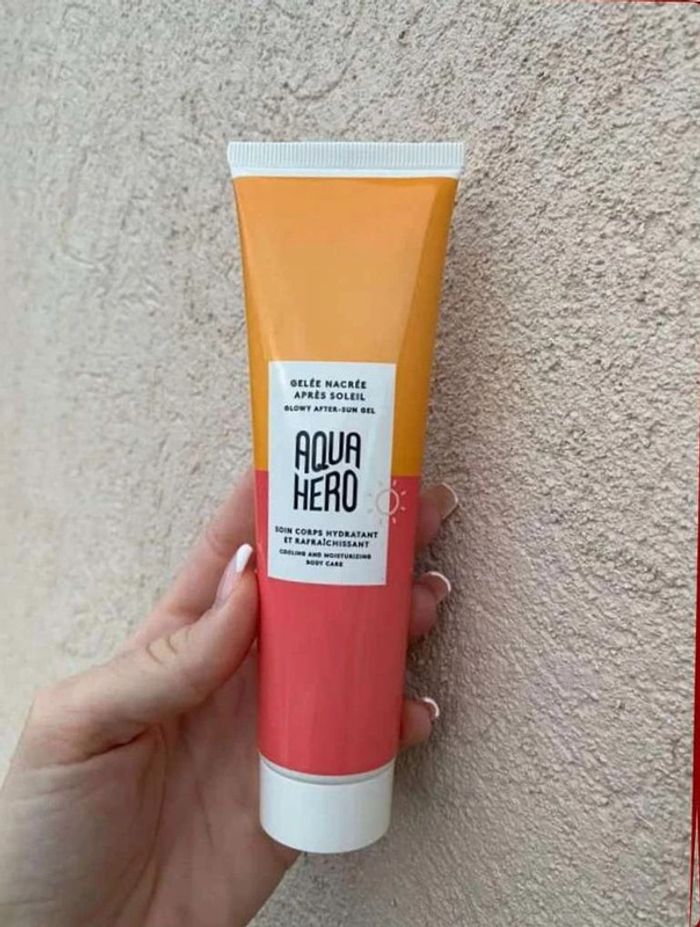 GELÉE NACRÉE
APRÈS SOLEIL
GLOWY AFTER-SUN GEL
AQUA
HERO
SOIN CORPS HYDRATANT
ET RAFRAÎCHISSANT
COOLING AND MOISTURIZING
BODY CARE